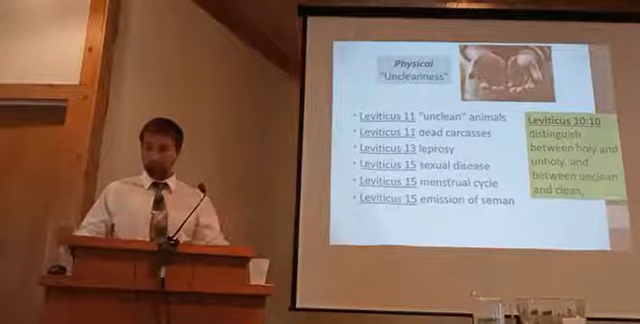 Physical
"Uncleanness"
· Leviticus 11 "unclean" animals
· Leviticus 11 dead carcasses
· Leviticus 13 leprosy
· Leviticus 15 sexual disease
· Leviticus 15 menstrual cycle
· Leviticus 15 emission of seman
Leviticus 10:10
distinguish
between holy and
unholy, and
between unclean
and clean,